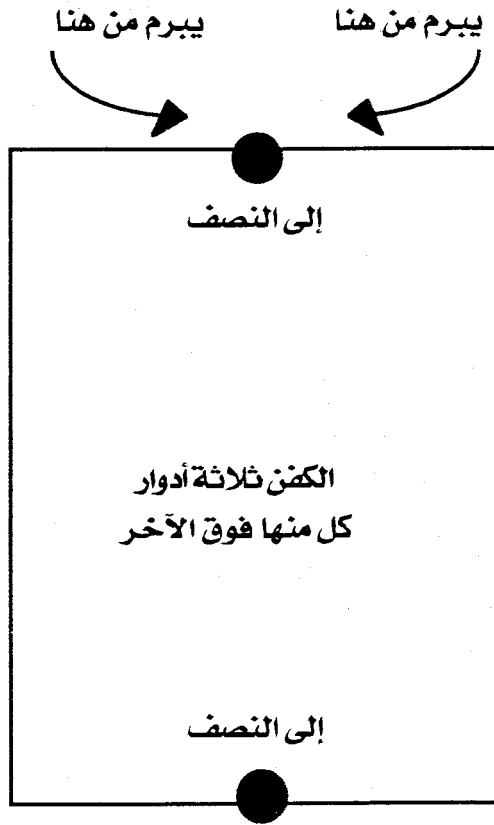 يبرم من هنا
يبرم من هنا
إلى النصف
الكفن ثلاثة أدوار
كل منها فوق الآخر
إلى النصف